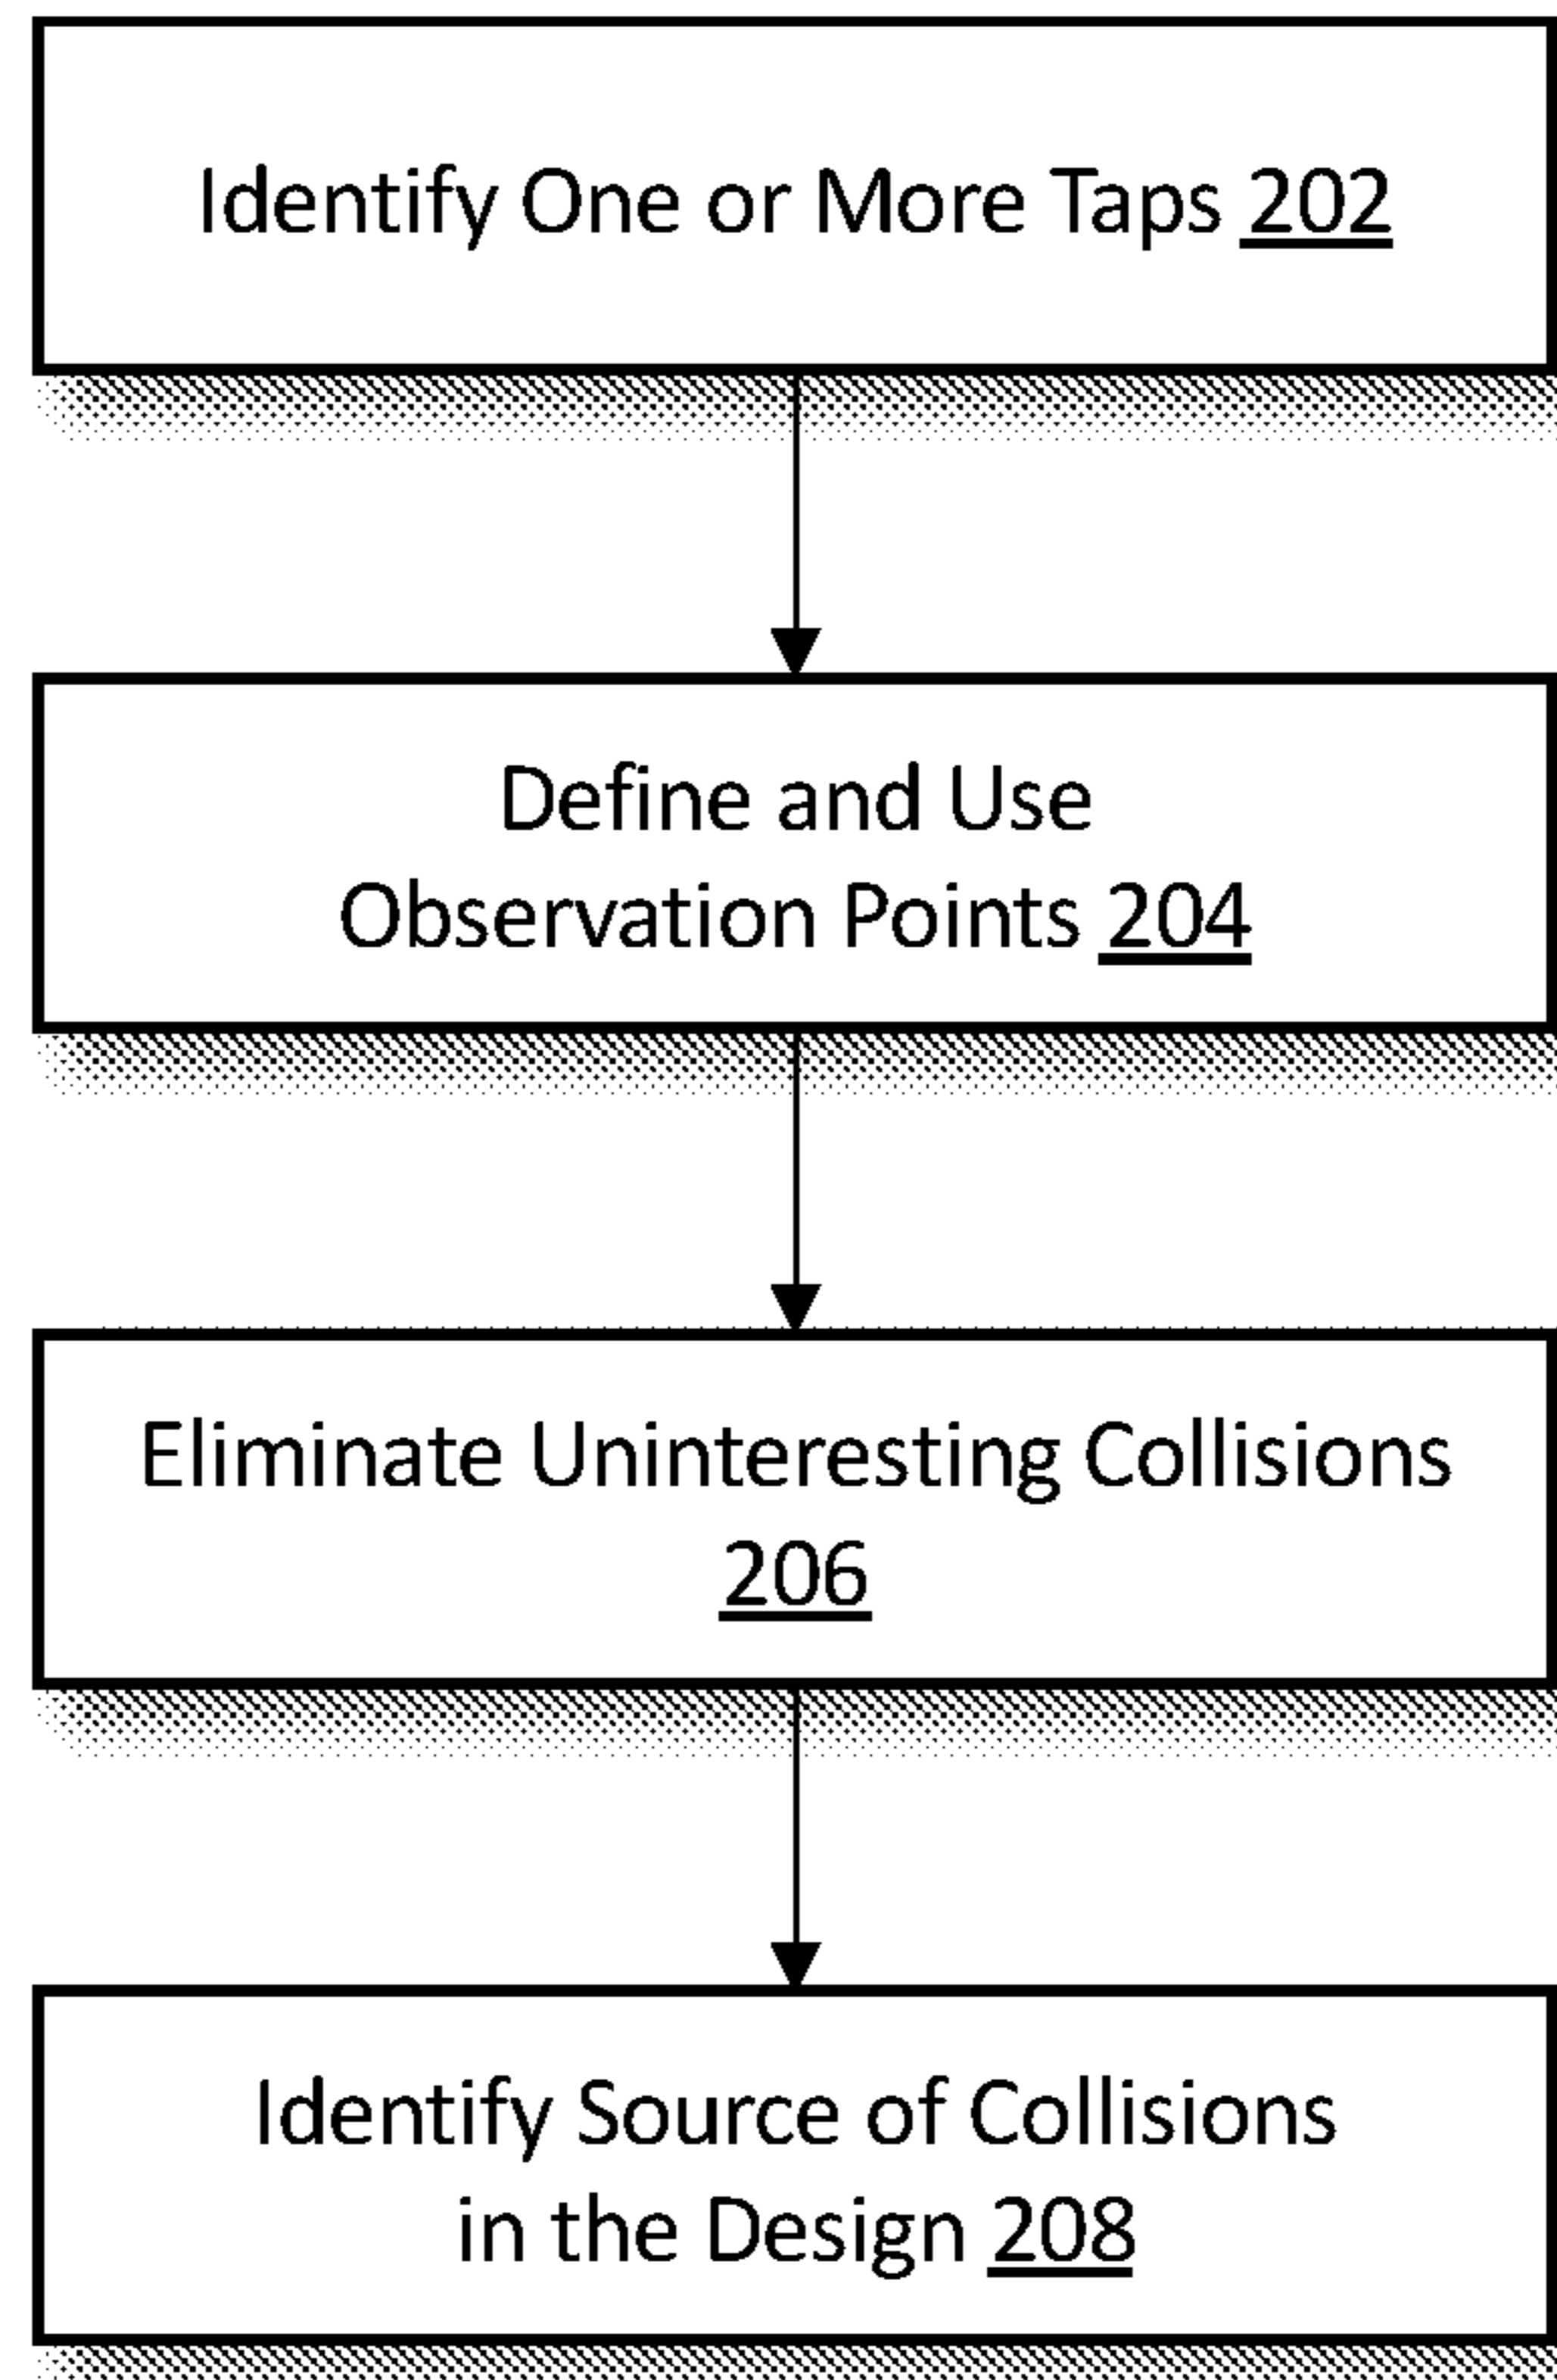 Identify One or More Taps 202
Define and Use
Observation Points 204
Eliminate Uninteresting Collisions
206
Identify Source of Collisions
in the Design 208